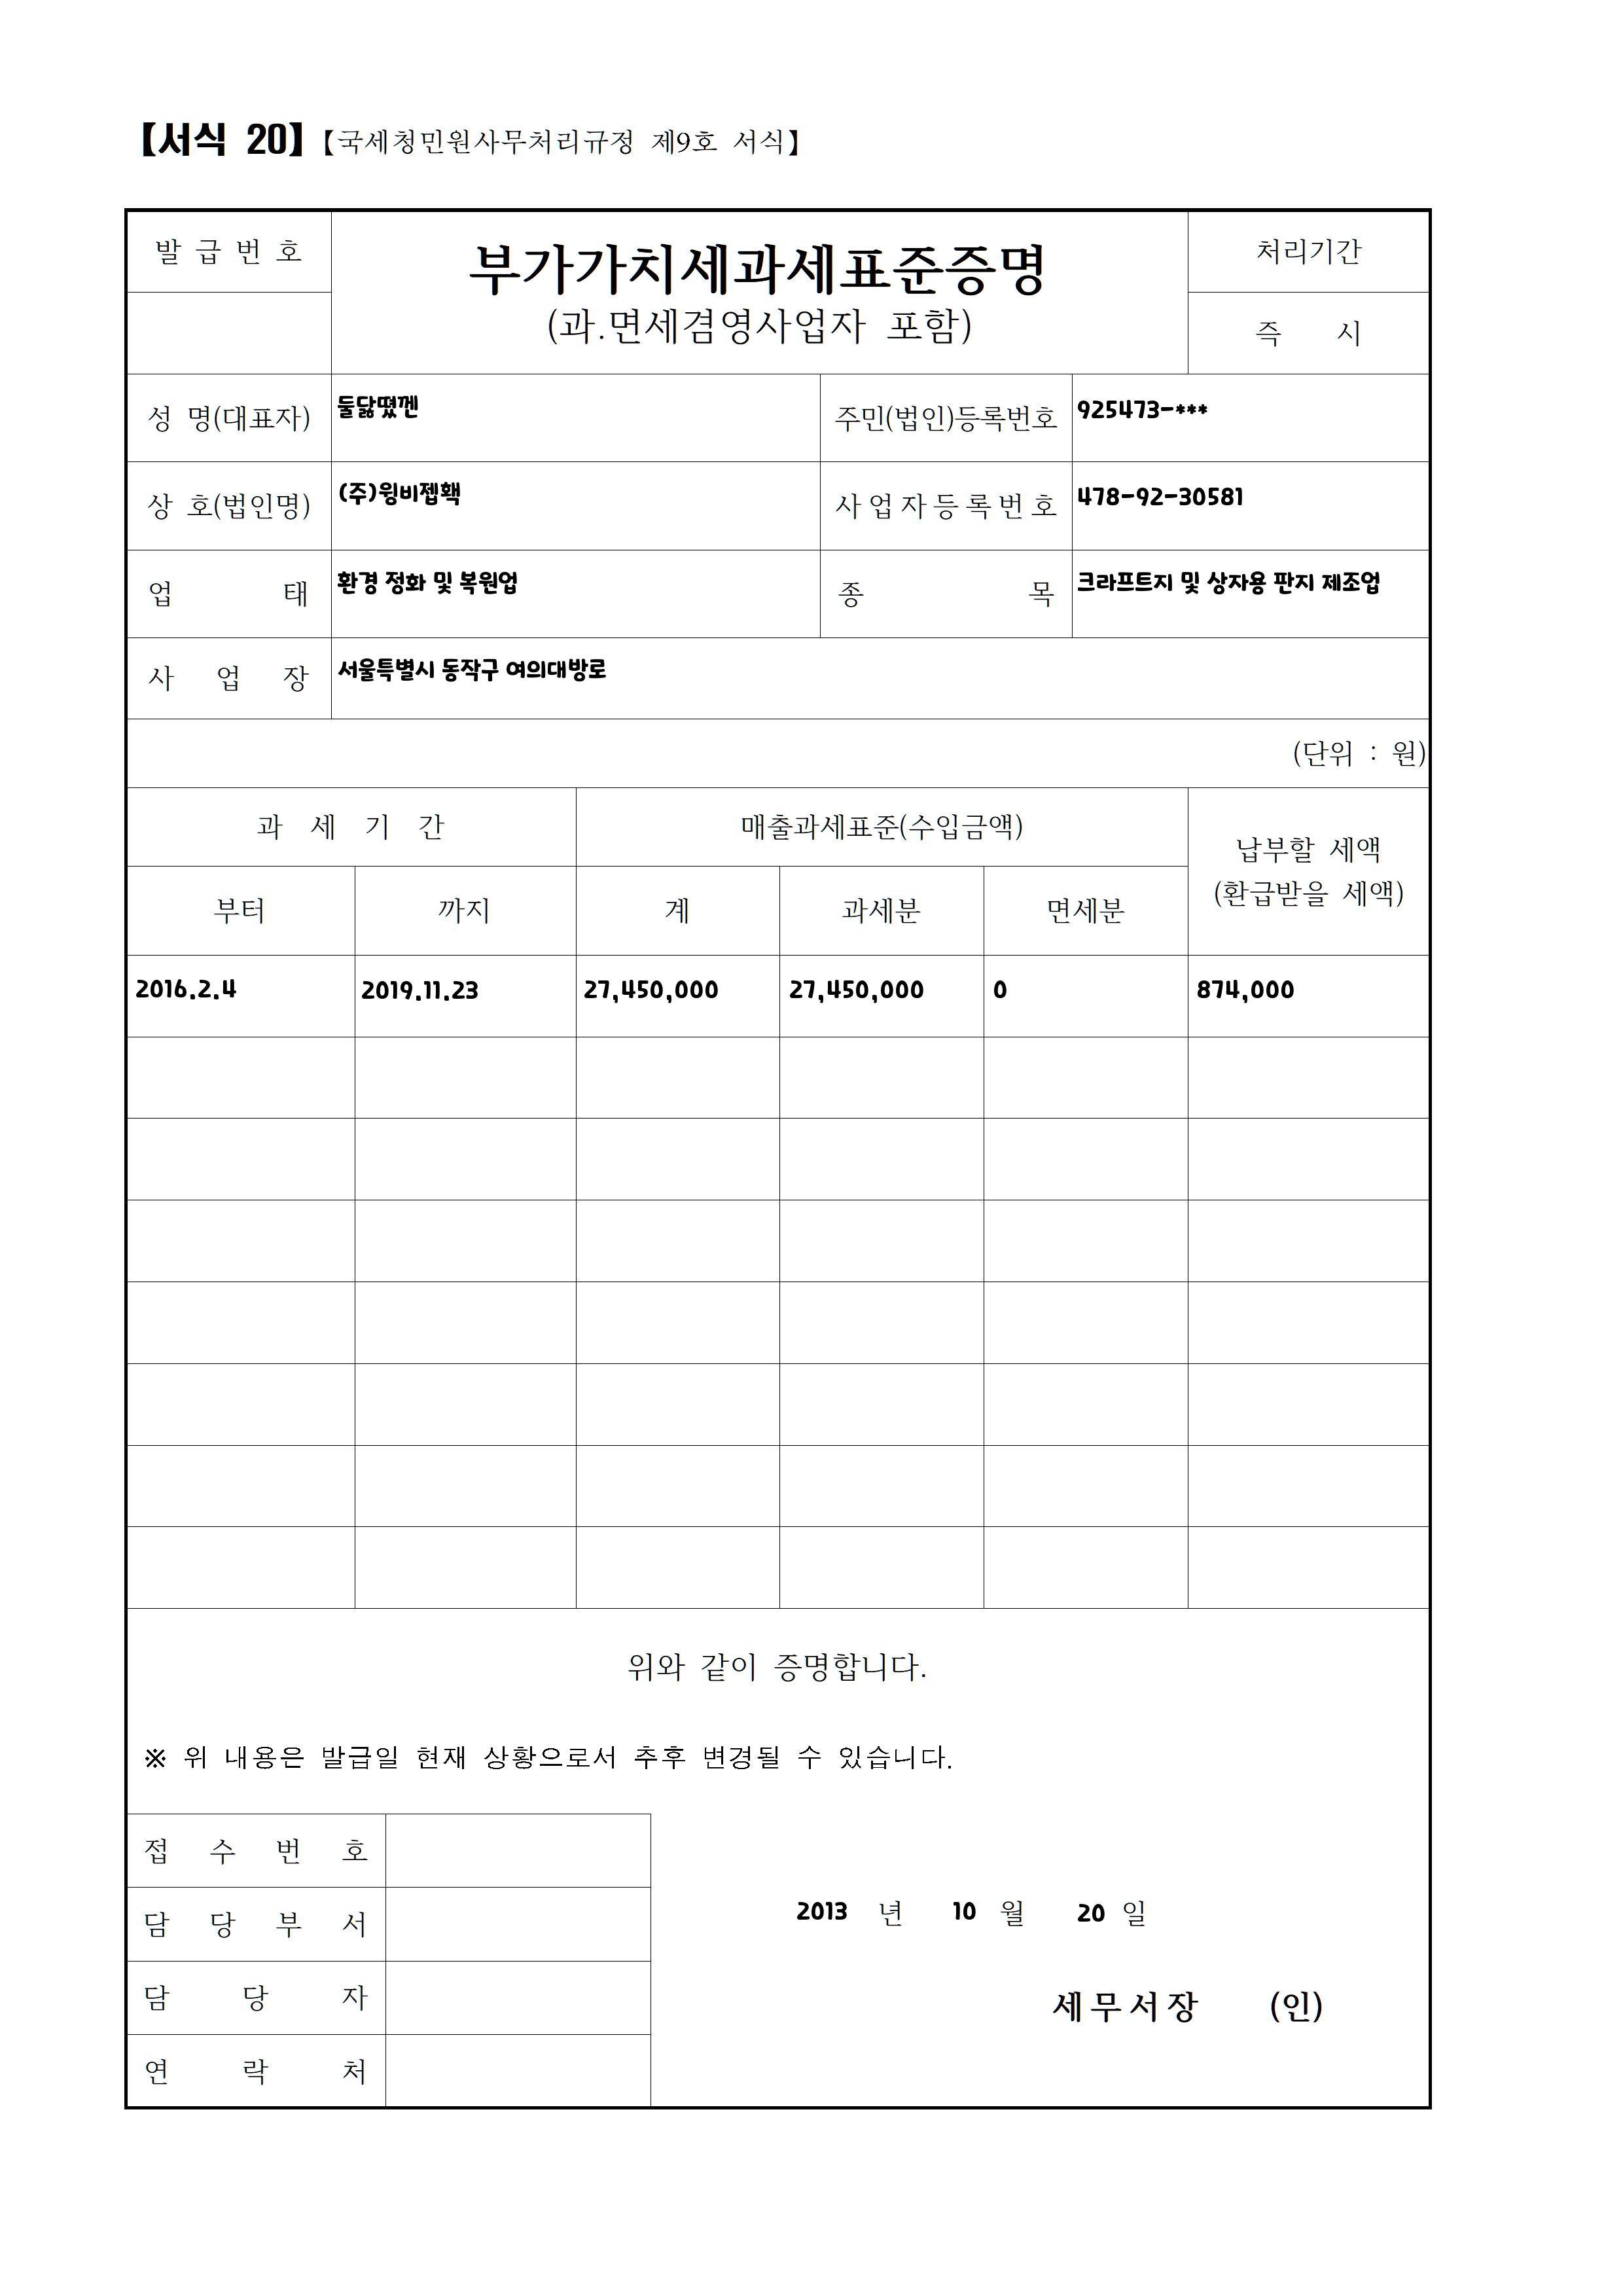 【서식 20】【국세청민원사무처리규정 제9호 서식】
발 급 번 호
부가가치세과세표준증명
(과.면세겸영사업자 포함)
처리기간
즉 시
성 명(대표자) 둘닳떴껜 주민(법인)등록번호 925473-***
상 호(법인명) (주)윙비젭홱 사업자등록번호 478-92-30581
업 태 환경 정화 및 복원업 종 목 크라프트지 및 상자용 판지 제조업
사 업 장 서울특별시 동작구 여의대방로
(단위 : 원)
과 세 기 간 매출과세표준(수입금액) 납부할 세액
(환급받을 세액)
부터 까지 계 과세분 면세분
2016.2.4 2019.11.23 27,450,000 27,450,000 0 874,000
위와 같이 증명합니다.
※ 위 내용은 발급일 현재 상황으로서 추후 변경될 수 있습니다.
접 수 번 호
담 당 부 서
담 당 자
연 락 처
2013 년 10 월 20 일
세무서장 (인)